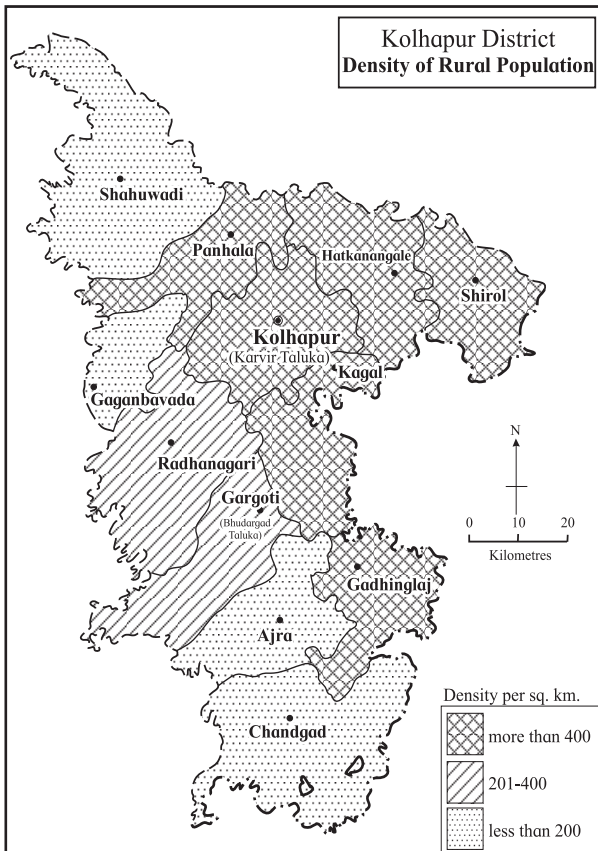 Kolhapur District
Density of Rural Population
Shahuwadi
Panhala
Hatkanangale
Shirol
Kolhapur
(Karvir Taluka)
Kagal
Gaganbavada
Radhanagari
Gargoti
(Bhudargad
Taluka)
N
0 10 20
Kilometres
Gadhinglaj
Ajra
Chandgad
Density per sq. km.
more than 400
201-400
less than 200